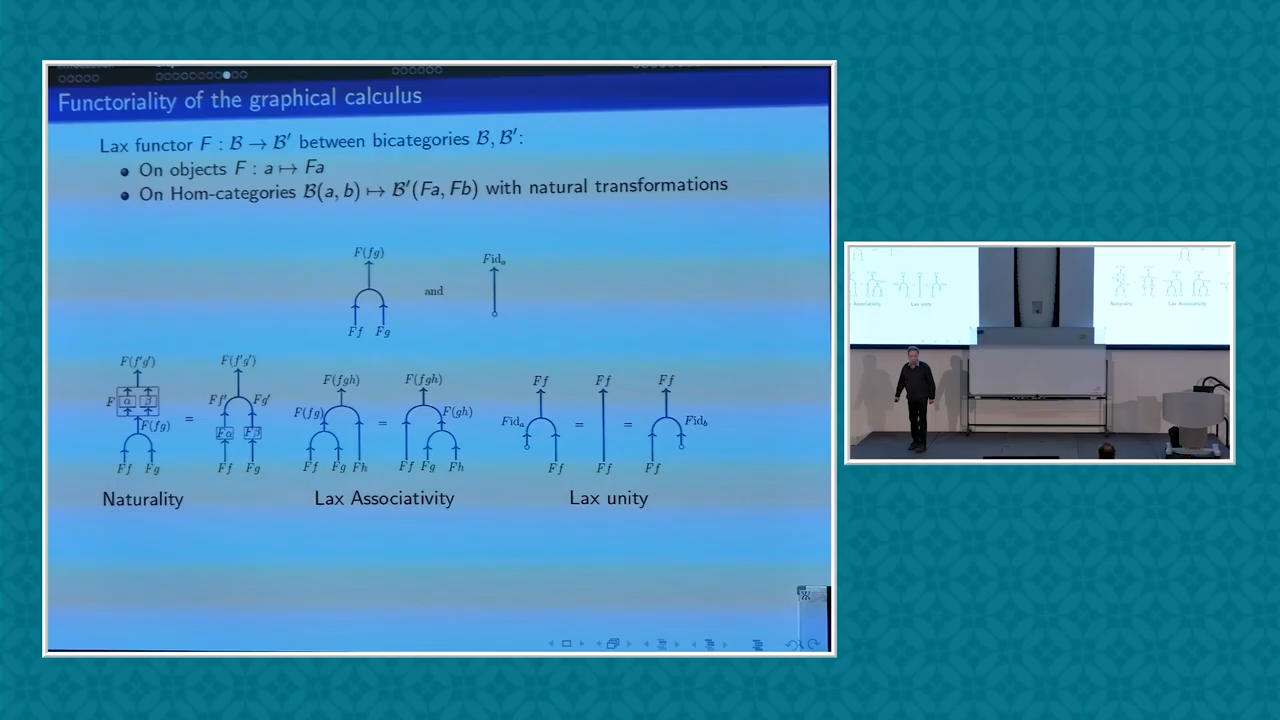 Functoriality of the graphical calculus
Lax functor F : B → B′ between bicategories B, B′:
On objects F : a ↦ Fa
On Hom-categories B(a, b) ↦ B′(Fa, Fb) with natural transformations
F(fg)
and
Fid_a
Ff Fg
F(f′g′)
F α β
F(fg)
Ff Fg
=
F(f′g′)
Ff′ Fg′
Fα Fβ
Ff Fg
Naturality
F(fgh)
F(fg)
Ff Fg Fh
=
F(fgh)
F(gh)
Ff Fg Fh
Lax Associativity
Ff
Fid_a
Ff
=
Ff
Ff
=
Ff
Fid_b
Ff
Lax unity